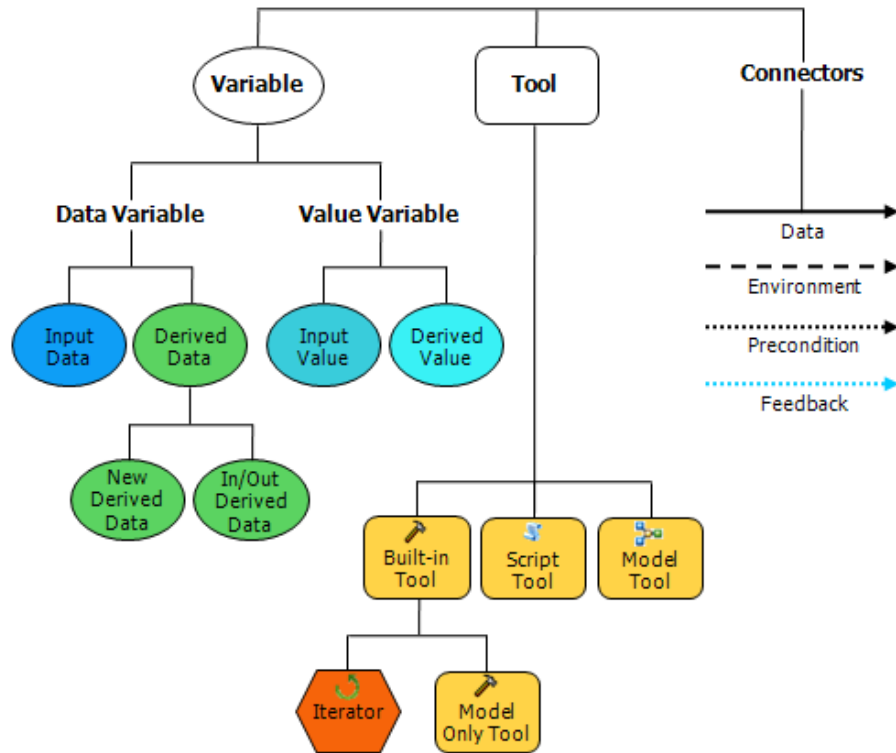 Variable
Tool
Connectors
Data Variable
Value Variable
Data
Environment
Input
Data
Derived
Data
Input
Value
Derived
Value
Precondition
Feedback
New
Derived
Data
In/Out
Derived
Data
Built-in
Tool
Script
Tool
Model
Tool
Iterator
Model
Only Tool